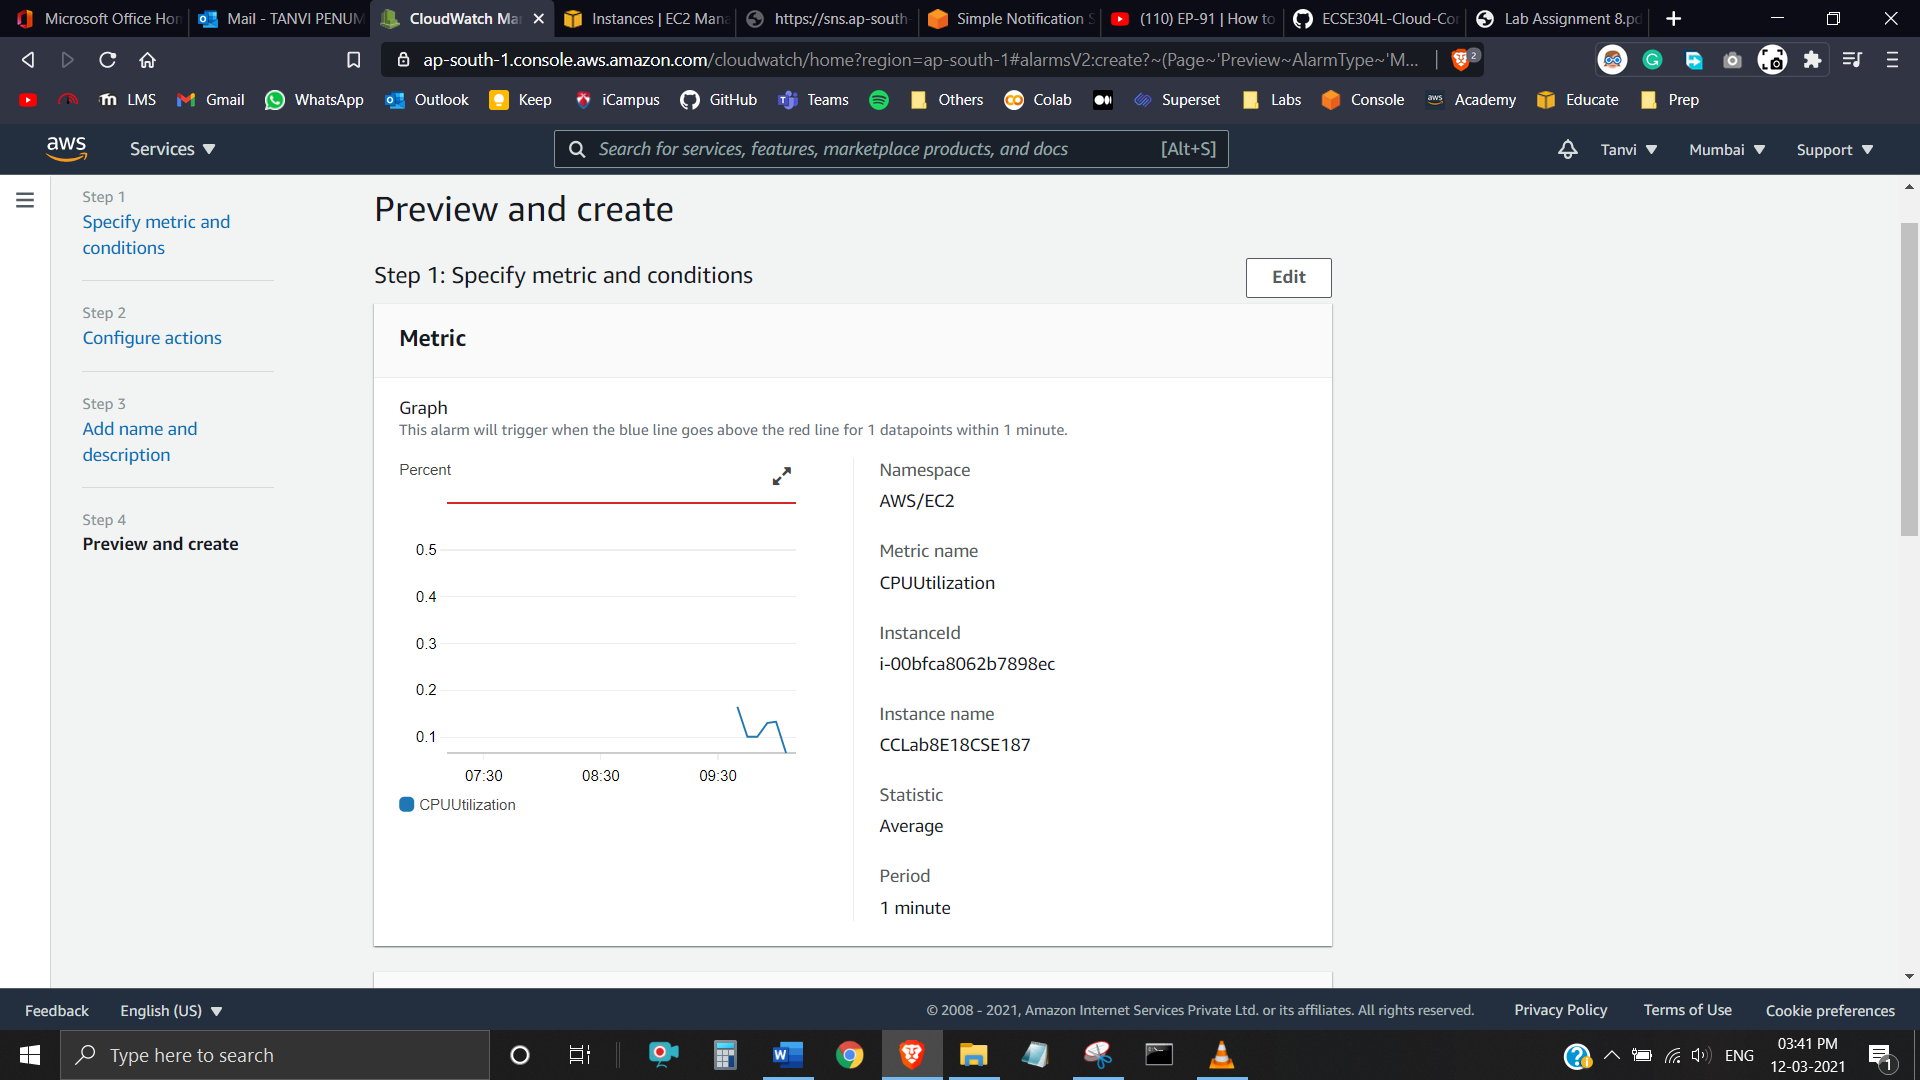 Microsoft Office Hon
Mail - TANVI PENUM
CloudWatch Ma
Instances | EC2 Mana
https://sns.ap-south-
Simple Notification S
(110) EP-91 | How to
ECSE304L-Cloud-Con
Lab Assignment 8.pd
ap-south-1.console.aws.amazon.com/cloudwatch/home?region=ap-south-1#alarmsV2:create?~(Page~'Preview~AlarmType~'M...
2
LMS
Gmail
WhatsApp
Outlook
Keep
iCampus
GitHub
Teams
Others
Colab
Superset
Labs
Console
aws
Academy
Educate
Prep
aws
Services
Search for services, features, marketplace products, and docs
[Alt+S]
Tanvi
Mumbai
Support
Step 1
Specify metric and
conditions
Step 2
Configure actions
Step 3
Add name and
description
Step 4
Preview and create
Preview and create
Step 1: Specify metric and conditions
Edit
Metric
Graph
This alarm will trigger when the blue line goes above the red line for 1 datapoints within 1 minute.
Percent
0.5
0.4
0.3
0.2
0.1
07:30
08:30
09:30
CPUUtilization
Namespace
AWS/EC2
Metric name
CPUUtilization
InstanceId
i-00bfca8062b7898ec
Instance name
CCLab8E18CSE187
Statistic
Average
Period
1 minute
Feedback
English (US)
© 2008 - 2021, Amazon Internet Services Private Ltd. or its affiliates. All rights reserved.
Privacy Policy
Terms of Use
Cookie preferences
Type here to search
ENG
03:41 PM
12-03-2021
1